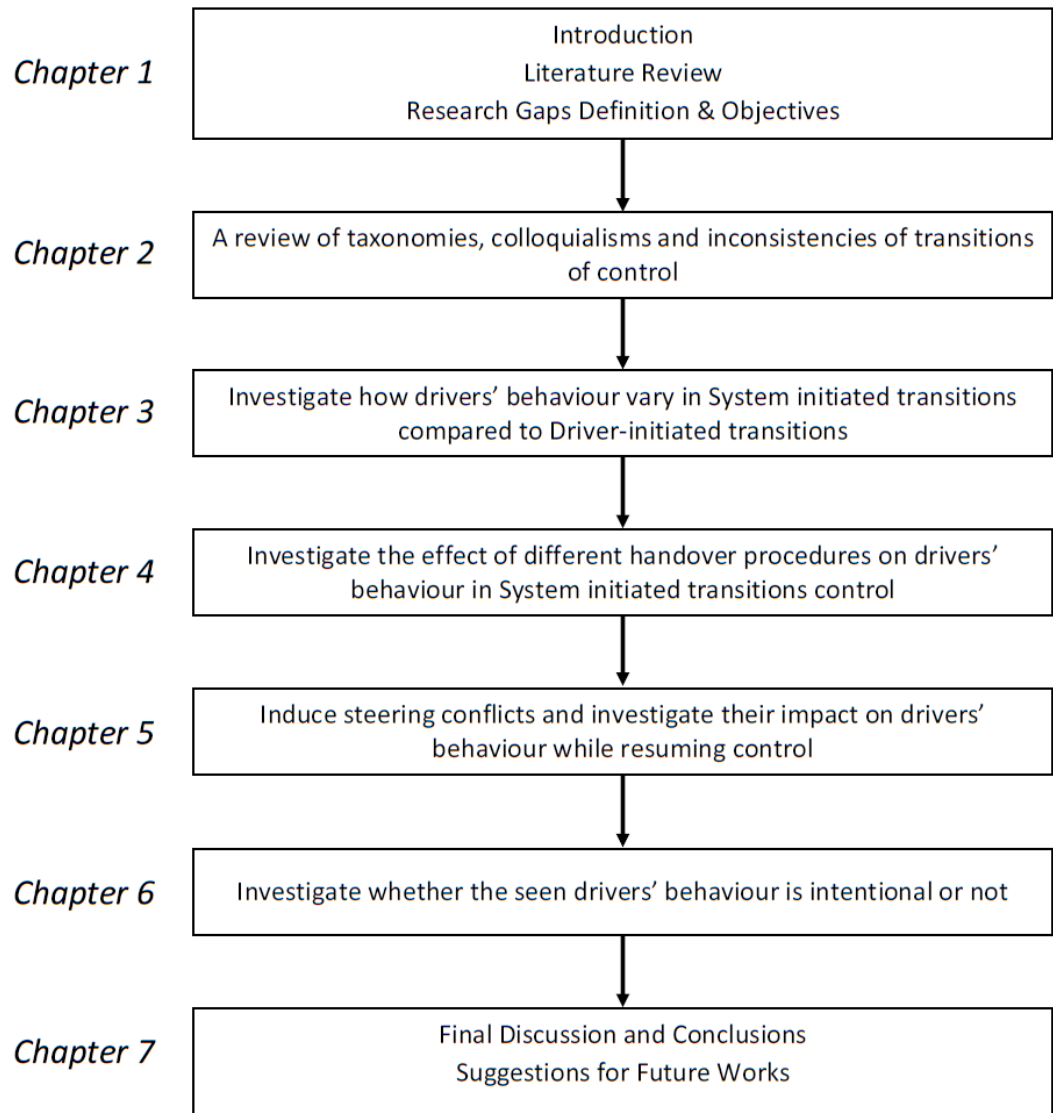 Chapter 1
Introduction
Literature Review
Research Gaps Definition & Objectives
Chapter 2
A review of taxonomies, colloquialisms and inconsistencies of transitions
of control
Chapter 3
Investigate how drivers’ behaviour vary in System initiated transitions
compared to Driver-initiated transitions
Chapter 4
Investigate the effect of different handover procedures on drivers’
behaviour in System initiated transitions control
Chapter 5
Induce steering conflicts and investigate their impact on drivers’
behaviour while resuming control
Chapter 6
Investigate whether the seen drivers’ behaviour is intentional or not
Chapter 7
Final Discussion and Conclusions
Suggestions for Future Works